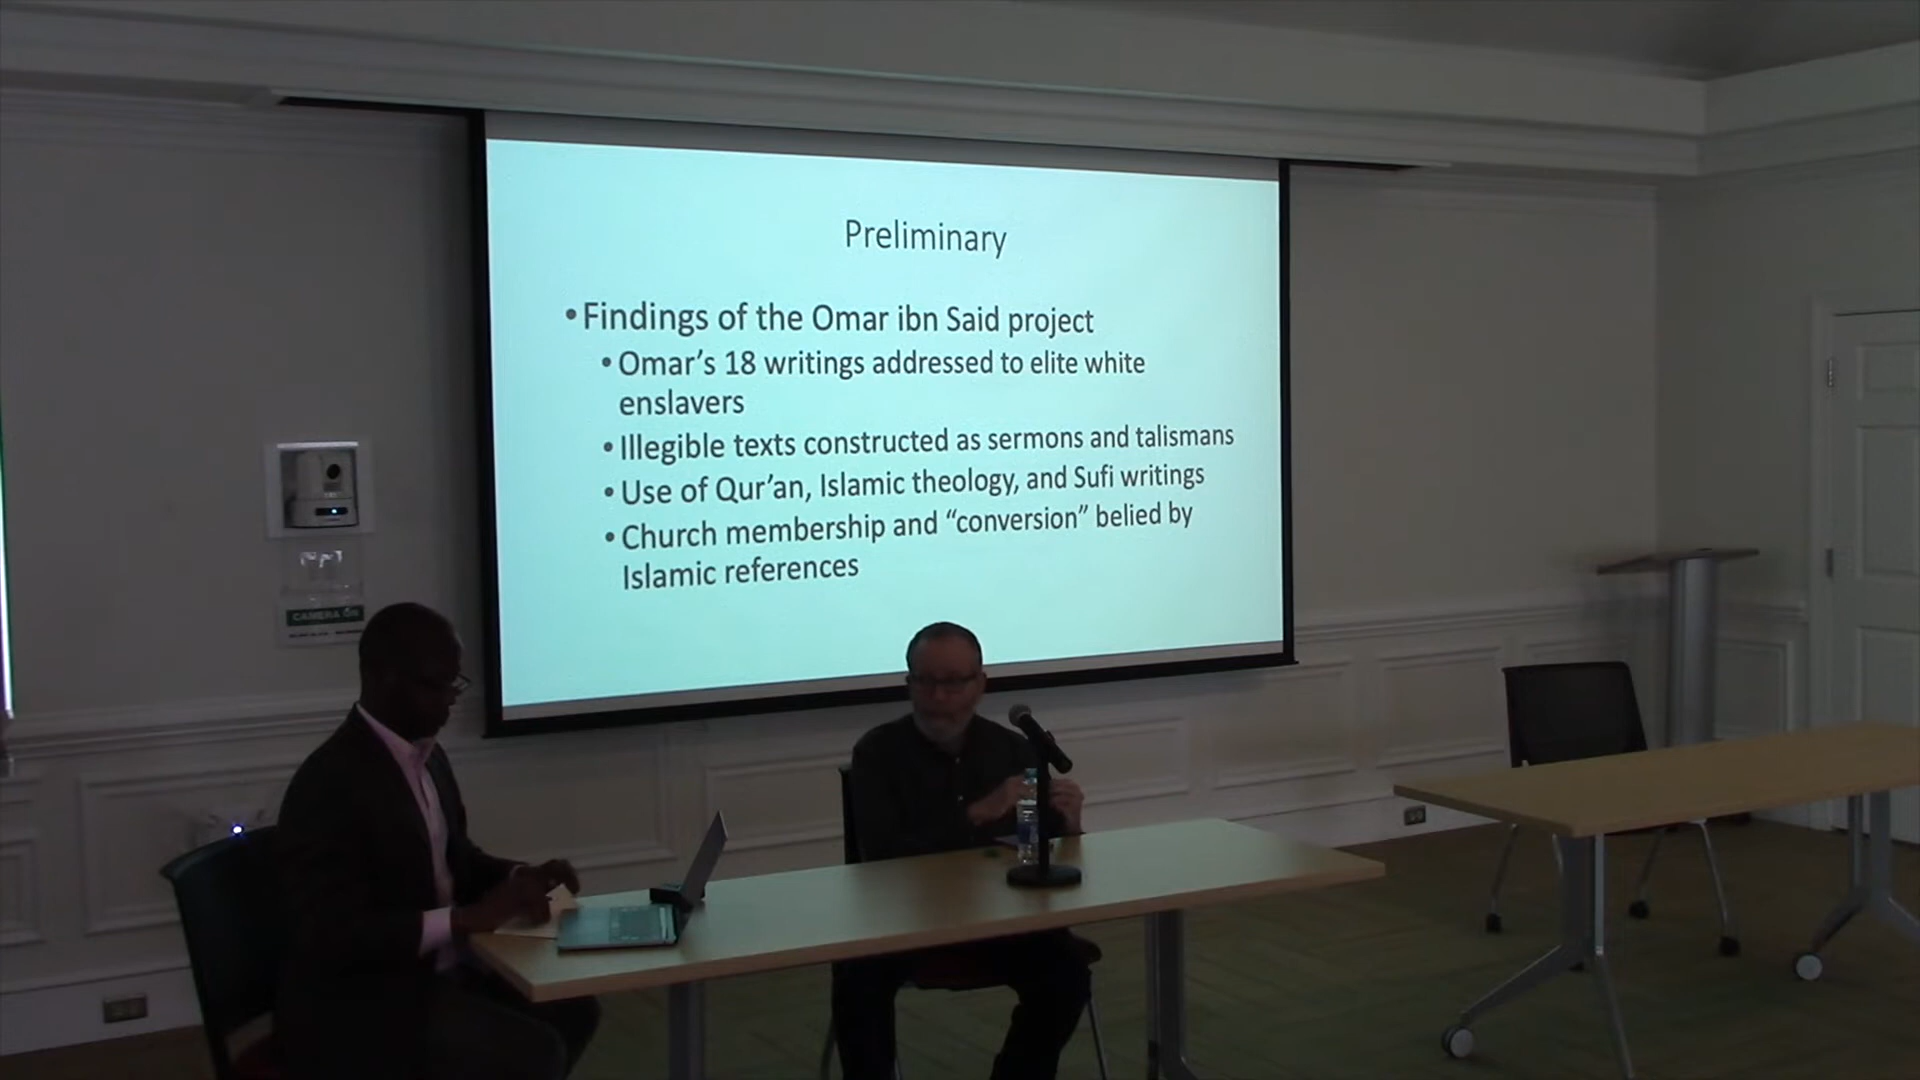 Preliminary
•Findings of the Omar ibn Said project
•Omar’s 18 writings addressed to elite white
enslavers
•Illegible texts constructed as sermons and talismans
•Use of Qur’an, Islamic theology, and Sufi writings
•Church membership and “conversion” belied by
Islamic references
CAMERA ON